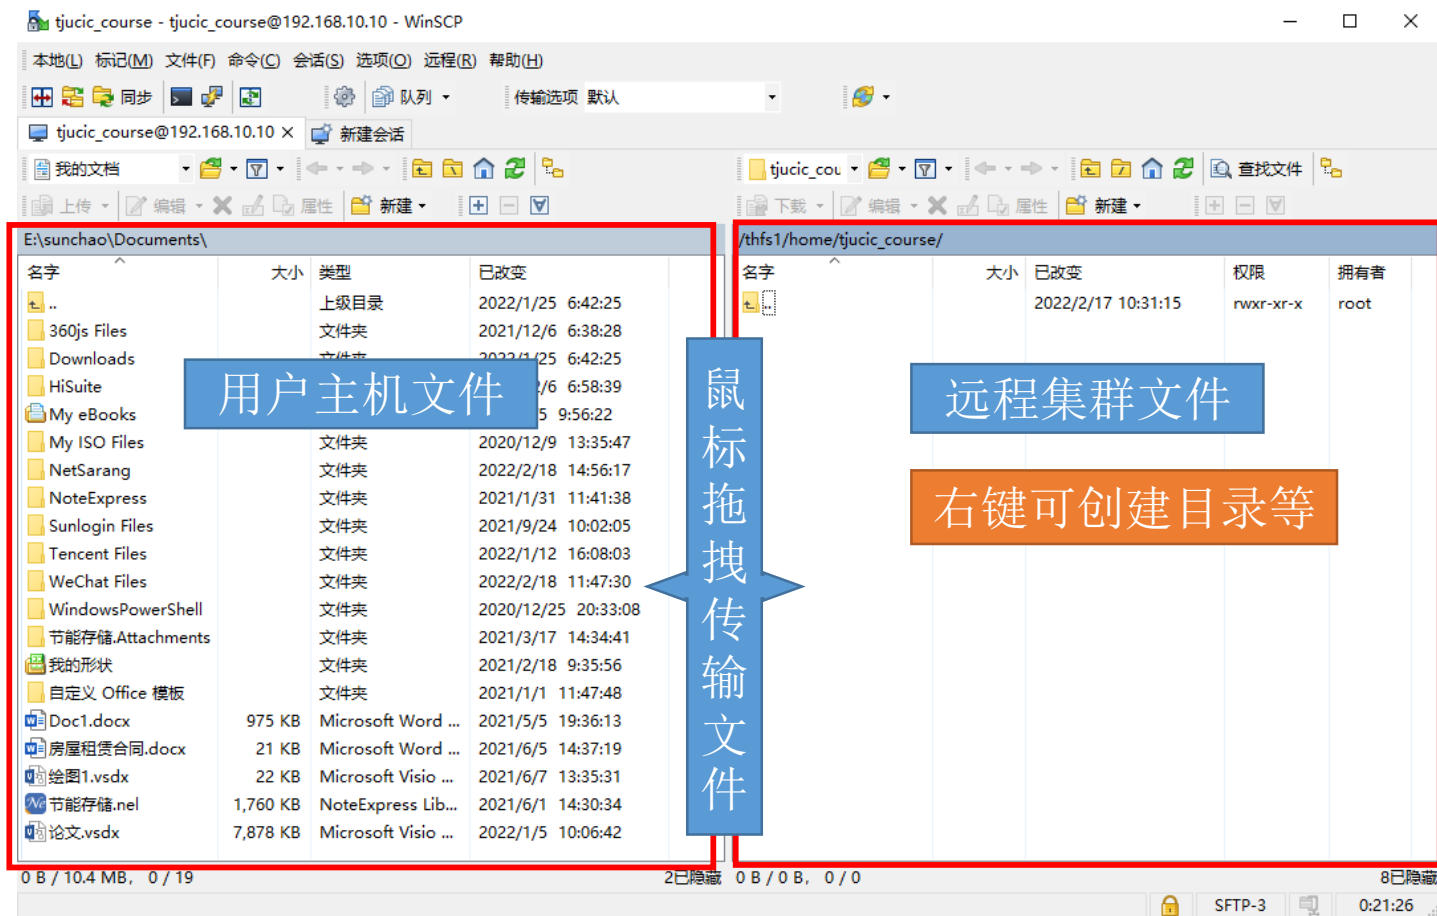 tjucic_course - tjucic_course@192.168.10.10 - WinSCP
本地(L) 标记(M) 文件(F) 命令(C) 会话(S) 选项(O) 远程(R) 帮助(H)
同步 队列 传输选项 默认
tjucic_course@192.168.10.10 × 新建会话
我的文档 tjucic_cou 查找文件
上传 编辑 属性 新建 下载 编辑 属性 新建
E:\sunchao\Documents\ /thfs1/home/tjucic_course/
名字 大小 类型 已改变 名字 大小 已改变 权限 拥有者
.. 上级目录 2022/1/25 6:42:25 .. 2022/2/17 10:31:15 rwxr-xr-x root
360js Files 文件夹 2021/12/6 6:38:28
Downloads 文件夹 2022/1/25 6:42:25
HiSuite /6 6:58:39
My eBooks 5 9:56:22
My ISO Files 文件夹 2020/12/9 13:35:47
NetSarang 文件夹 2022/2/18 14:56:17
NoteExpress 文件夹 2021/1/31 11:41:38
Sunlogin Files 文件夹 2021/9/24 10:02:05
Tencent Files 文件夹 2022/1/12 16:08:03
WeChat Files 文件夹 2022/2/18 11:47:30
WindowsPowerShell 文件夹 2020/12/25 20:33:08
节能存储.Attachments 文件夹 2021/3/17 14:34:41
我的形状 文件夹 2021/2/18 9:35:56
自定义 Office 模板 文件夹 2021/1/1 11:47:48
Doc1.docx 975 KB Microsoft Word ... 2021/5/5 19:36:13
房屋租赁合同.docx 21 KB Microsoft Word ... 2021/6/5 14:37:19
绘图1.vsdx 22 KB Microsoft Visio ... 2021/6/7 13:35:31
节能存储.nel 1,760 KB NoteExpress Lib... 2021/6/1 14:30:34
论文.vsdx 7,878 KB Microsoft Visio ... 2022/1/5 10:06:42
用户主机文件
鼠标拖拽传输文件
远程集群文件
右键可创建目录等
0 B / 10.4 MB, 0 / 19 2已隐藏 0 B / 0 B, 0 / 0 8已隐藏
SFTP-3 0:21:26